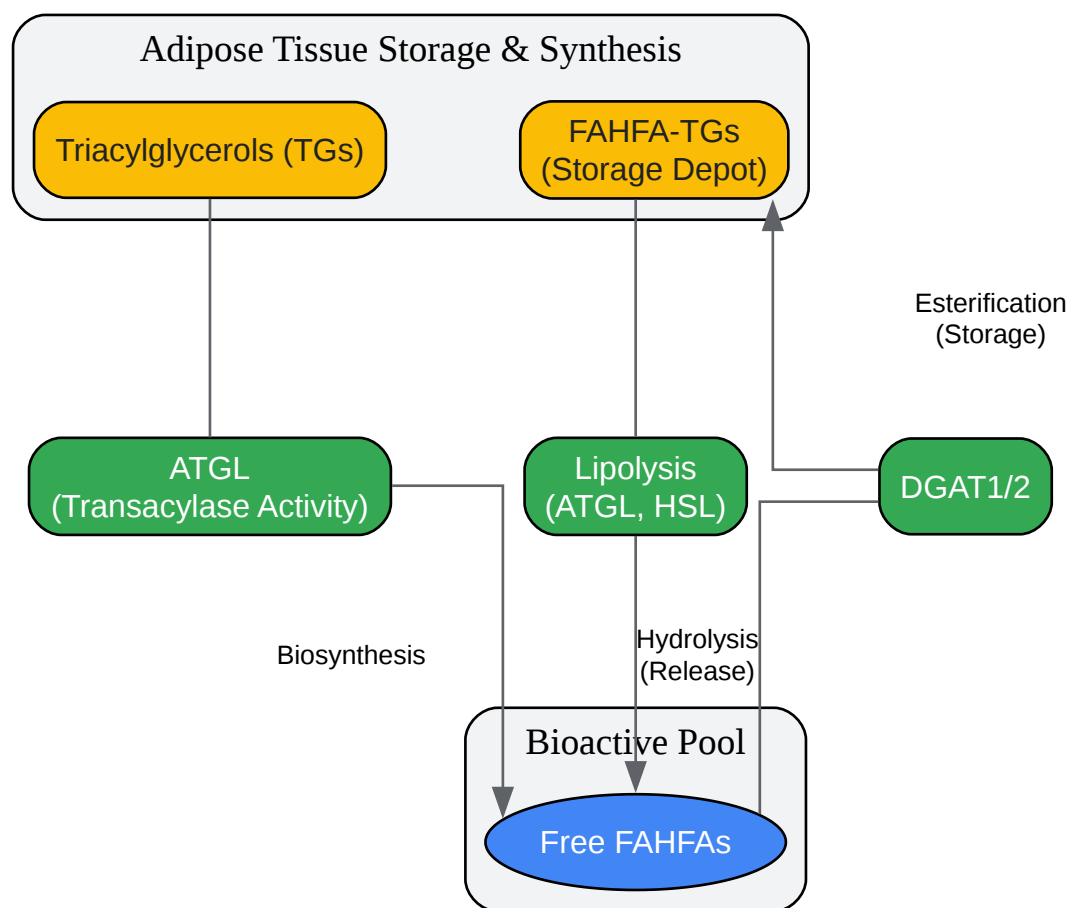 Adipose Tissue Storage & Synthesis
Triacylglycerols (TGs)
FAHFA-TGs
(Storage Depot)
Esterification
(Storage)
ATGL
(Transacylase Activity)
Lipolysis
(ATGL, HSL)
DGAT1/2
Biosynthesis
Hydrolysis
(Release)
Bioactive Pool
Free FAHFAs